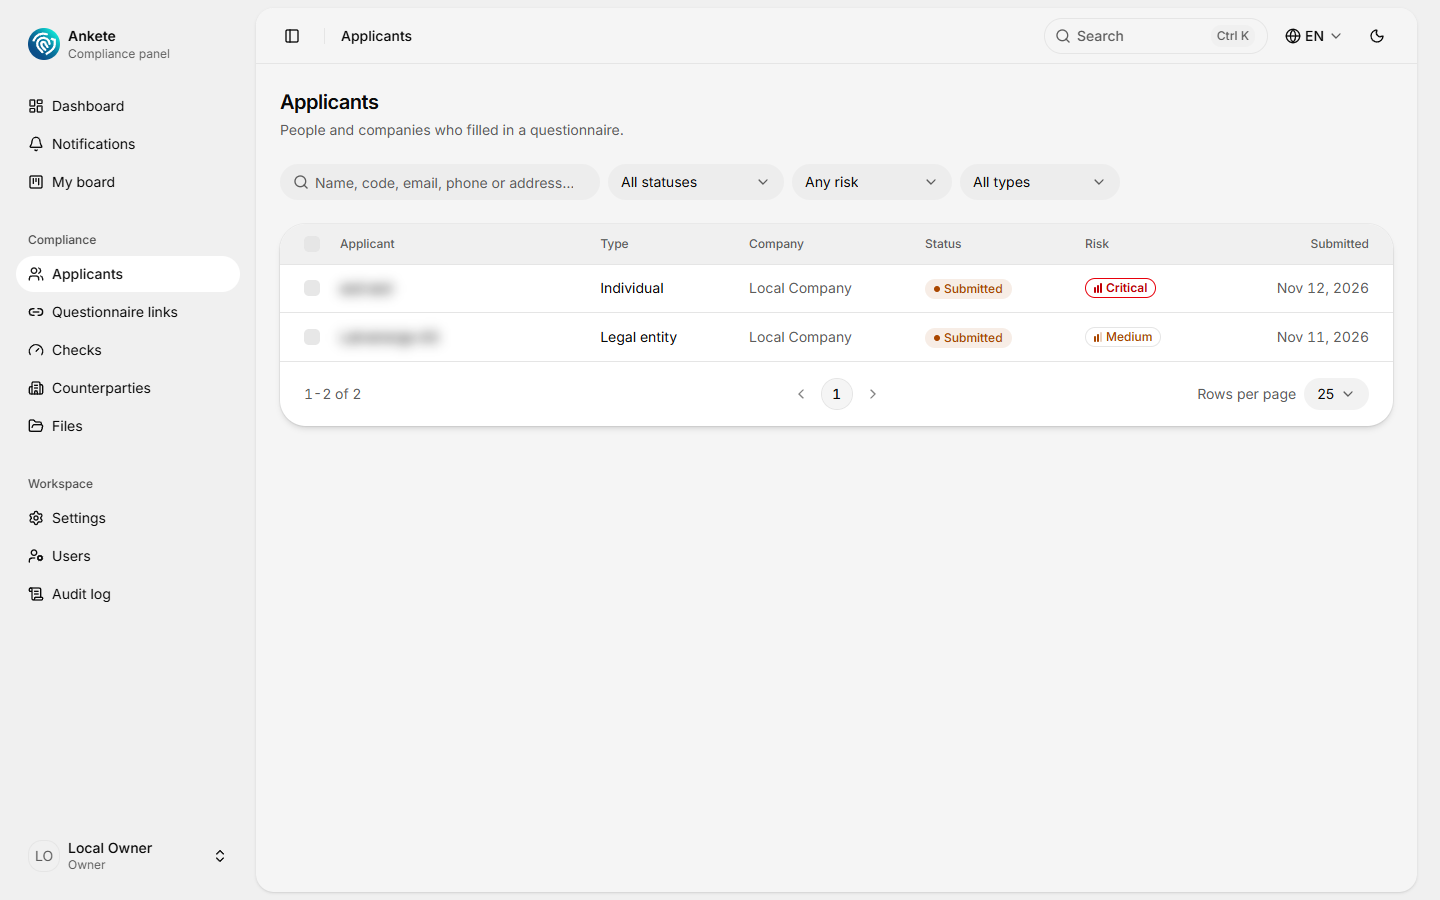 Ankete
Compliance panel
Dashboard
Notifications
My board
Compliance
Applicants
Questionnaire links
Checks
Counterparties
Files
Workspace
Settings
Users
Audit log
LO
Local Owner
Owner
Applicants
Search
Ctrl K
EN
Applicants
People and companies who filled in a questionnaire.
Name, code, email, phone or address...
All statuses
Any risk
All types
Applicant Type Company Status Risk Submitted
Individual Local Company Submitted Critical Nov 12, 2026
Legal entity Local Company Submitted Medium Nov 11, 2026
1-2 of 2
1
Rows per page 25